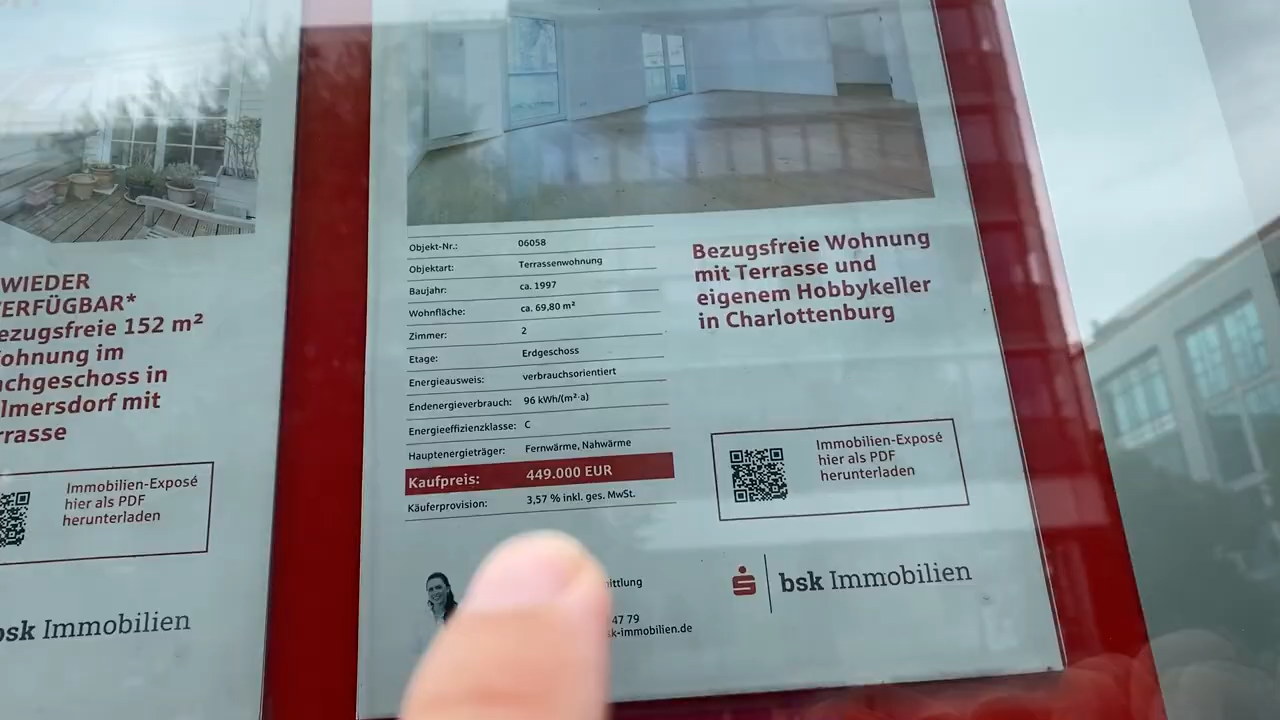 WIEDER
ERFÜGBAR*
ezugsfreie 152 m²
ohnung im
achgeschoss in
lmersdorf mit
rrasse
Immobilien-Exposé
hier als PDF
herunterladen
bsk Immobilien
Objekt-Nr.: 06058
Objektart: Terrassenwohnung
Baujahr: ca. 1997
Wohnfläche: ca. 69,80 m²
Zimmer: 2
Etage: Erdgeschoss
Energieausweis: verbrauchsorientiert
Endenergieverbrauch: 96 kWh/(m²·a)
Energieeffizienzklasse: C
Hauptenergieträger: Fernwärme, Nahwärme
Kaufpreis: 449.000 EUR
Käuferprovision: 3,57 % inkl. ges. MwSt.
ittlung
47 79
sk-immobilien.de
Bezugsfreie Wohnung
mit Terrasse und
eigenem Hobbykeller
in Charlottenburg
Immobilien-Exposé
hier als PDF
herunterladen
bsk Immobilien